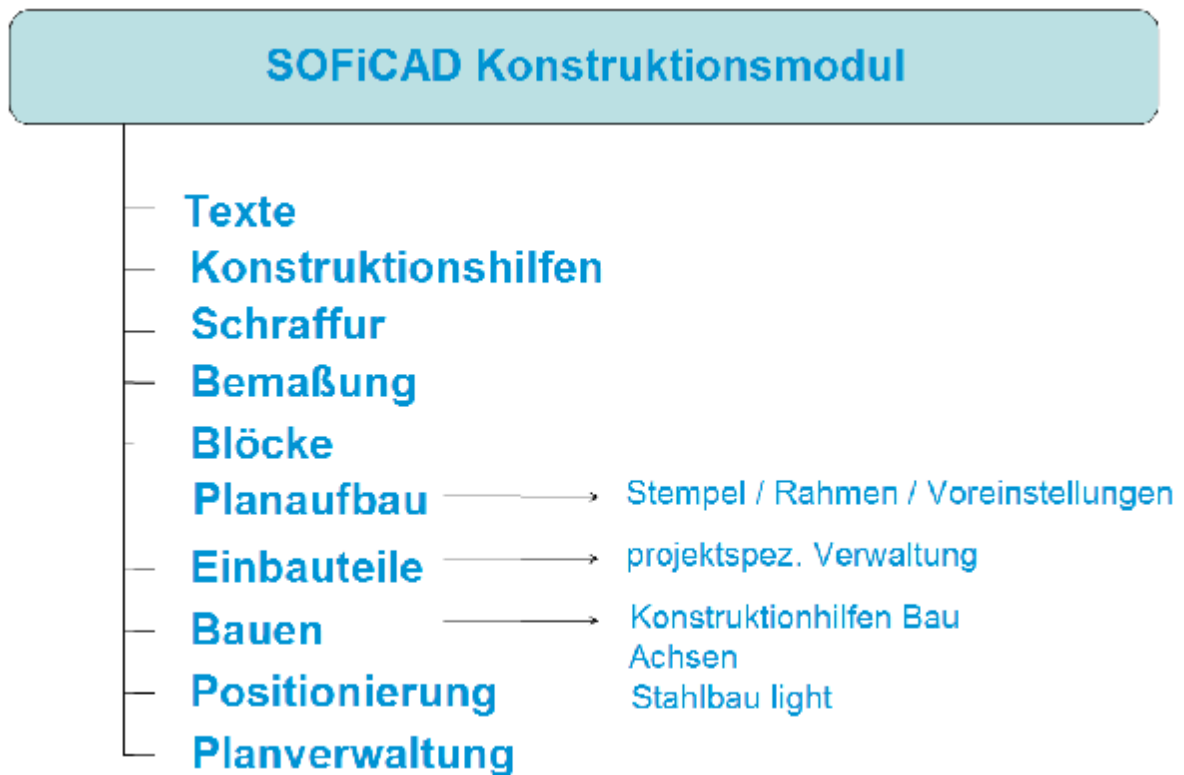 SOFiCAD Konstruktionsmodul
Texte
Konstruktionshilfen
Schraffur
Bemaßung
Blöcke
Planaufbau Stempel / Rahmen / Voreinstellungen
Einbauteile projektspez. Verwaltung
Bauen Konstruktionhilfen Bau
Achsen
Stahlbau light
Positionierung
Planverwaltung